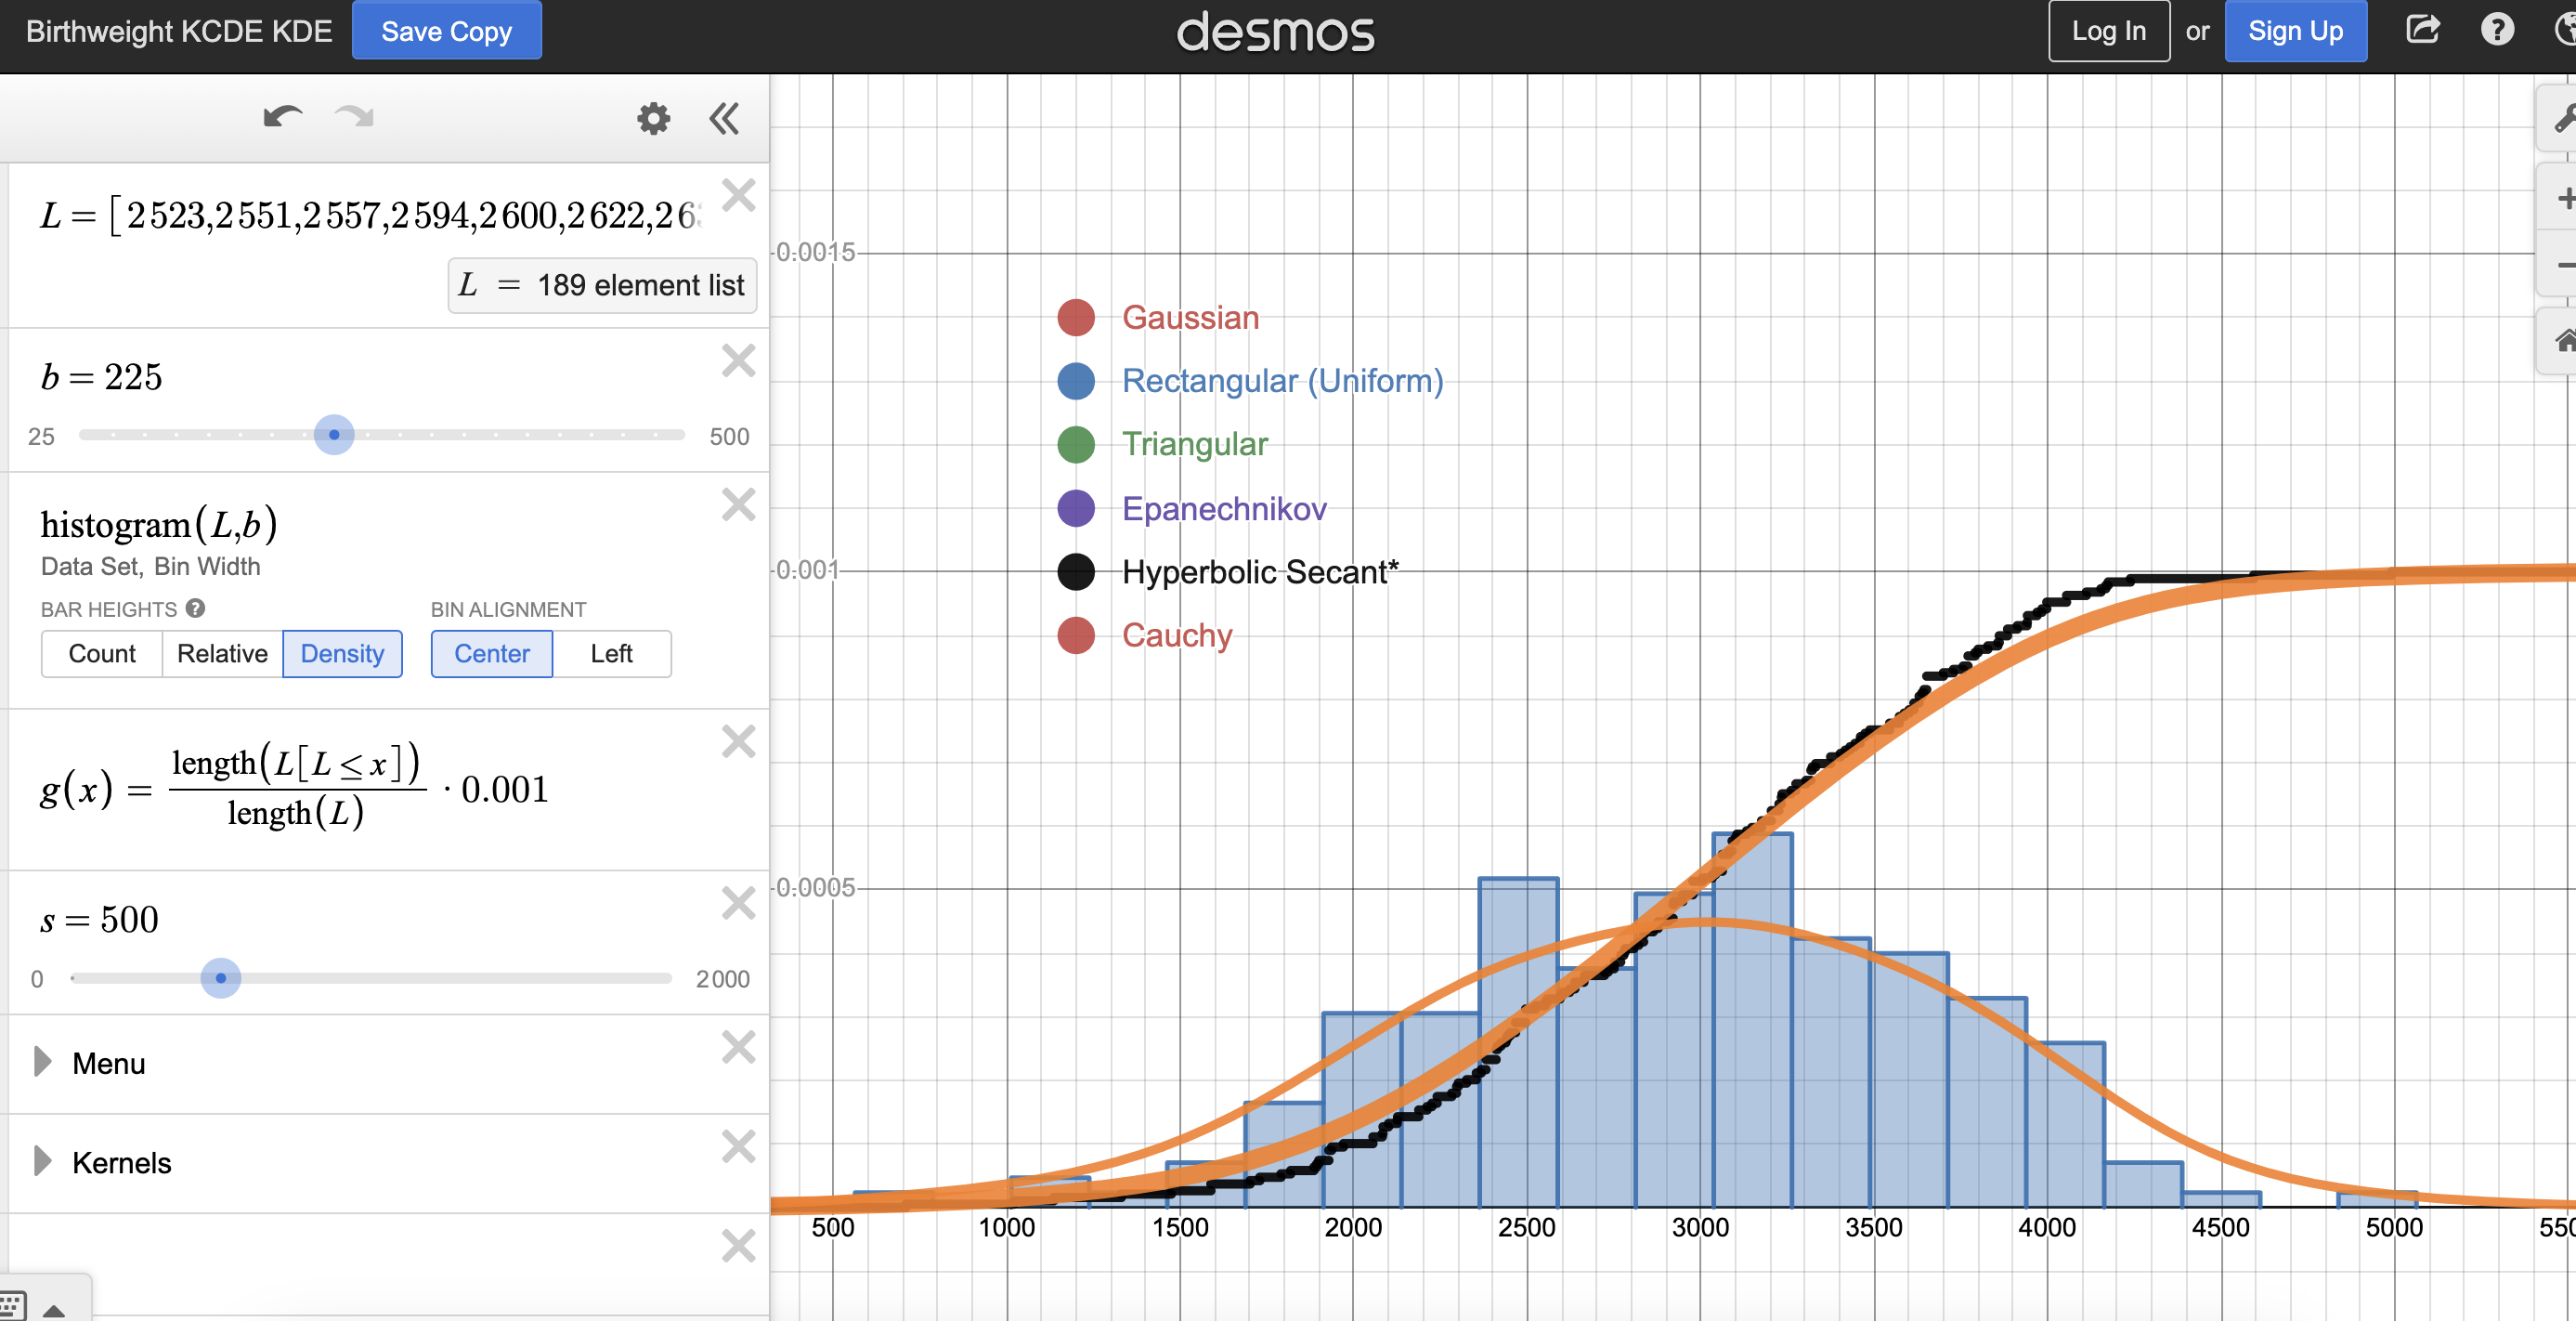 Birthweight KCDE KDE
Save Copy
desmos
Log In
or
Sign Up
L = [2523,2551,2557,2594,2600,2622,26
L = 189 element list
b = 225
25
500
histogram(L,b)
Data Set, Bin Width
BAR HEIGHTS
BIN ALIGNMENT
Count
Relative
Density
Center
Left
g(x) = length(L[L≤x]) / length(L) · 0.001
s = 500
0
2000
Menu
Kernels
0.0015
Gaussian
Rectangular (Uniform)
Triangular
Epanechnikov
0.001
Hyperbolic Secant*
Cauchy
0.0005
500 1000 1500 2000 2500 3000 3500 4000 4500 5000